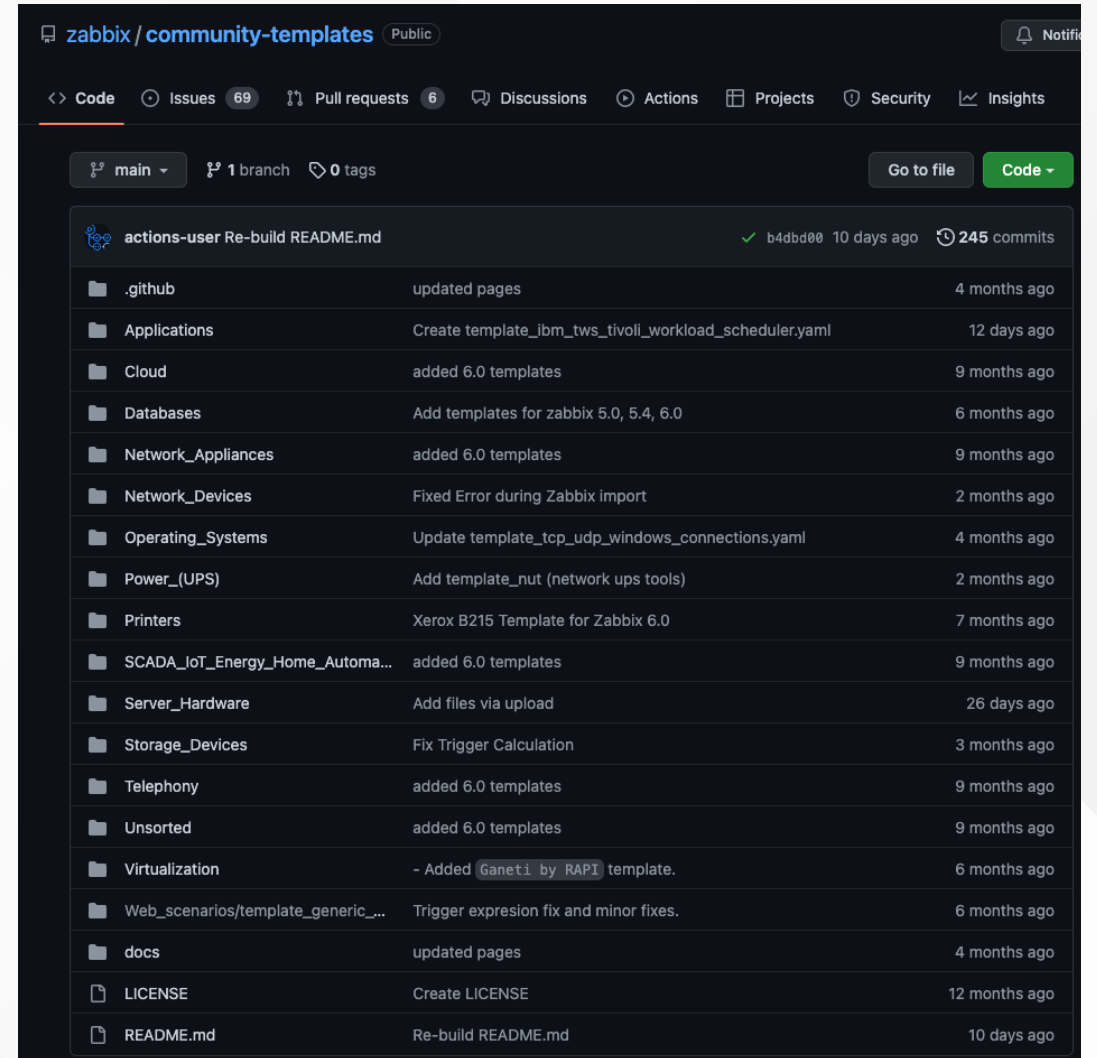 zabbix / community-templates Public
Notific
Code Issues 69 Pull requests 6 Discussions Actions Projects Security Insights
main 1 branch 0 tags Go to file Code
actions-user Re-build README.md b4dbd00 10 days ago 245 commits
.github updated pages 4 months ago
Applications Create template_ibm_tws_tivoli_workload_scheduler.yaml 12 days ago
Cloud added 6.0 templates 9 months ago
Databases Add templates for zabbix 5.0, 5.4, 6.0 6 months ago
Network_Appliances added 6.0 templates 9 months ago
Network_Devices Fixed Error during Zabbix import 2 months ago
Operating_Systems Update template_tcp_udp_windows_connections.yaml 4 months ago
Power_(UPS) Add template_nut (network ups tools) 2 months ago
Printers Xerox B215 Template for Zabbix 6.0 7 months ago
SCADA_IoT_Energy_Home_Automa... added 6.0 templates 9 months ago
Server_Hardware Add files via upload 26 days ago
Storage_Devices Fix Trigger Calculation 3 months ago
Telephony added 6.0 templates 9 months ago
Unsorted added 6.0 templates 9 months ago
Virtualization - Added Ganeti by RAPI template. 6 months ago
Web_scenarios/template_generic_... Trigger expresion fix and minor fixes. 6 months ago
docs updated pages 4 months ago
LICENSE Create LICENSE 12 months ago
README.md Re-build README.md 10 days ago